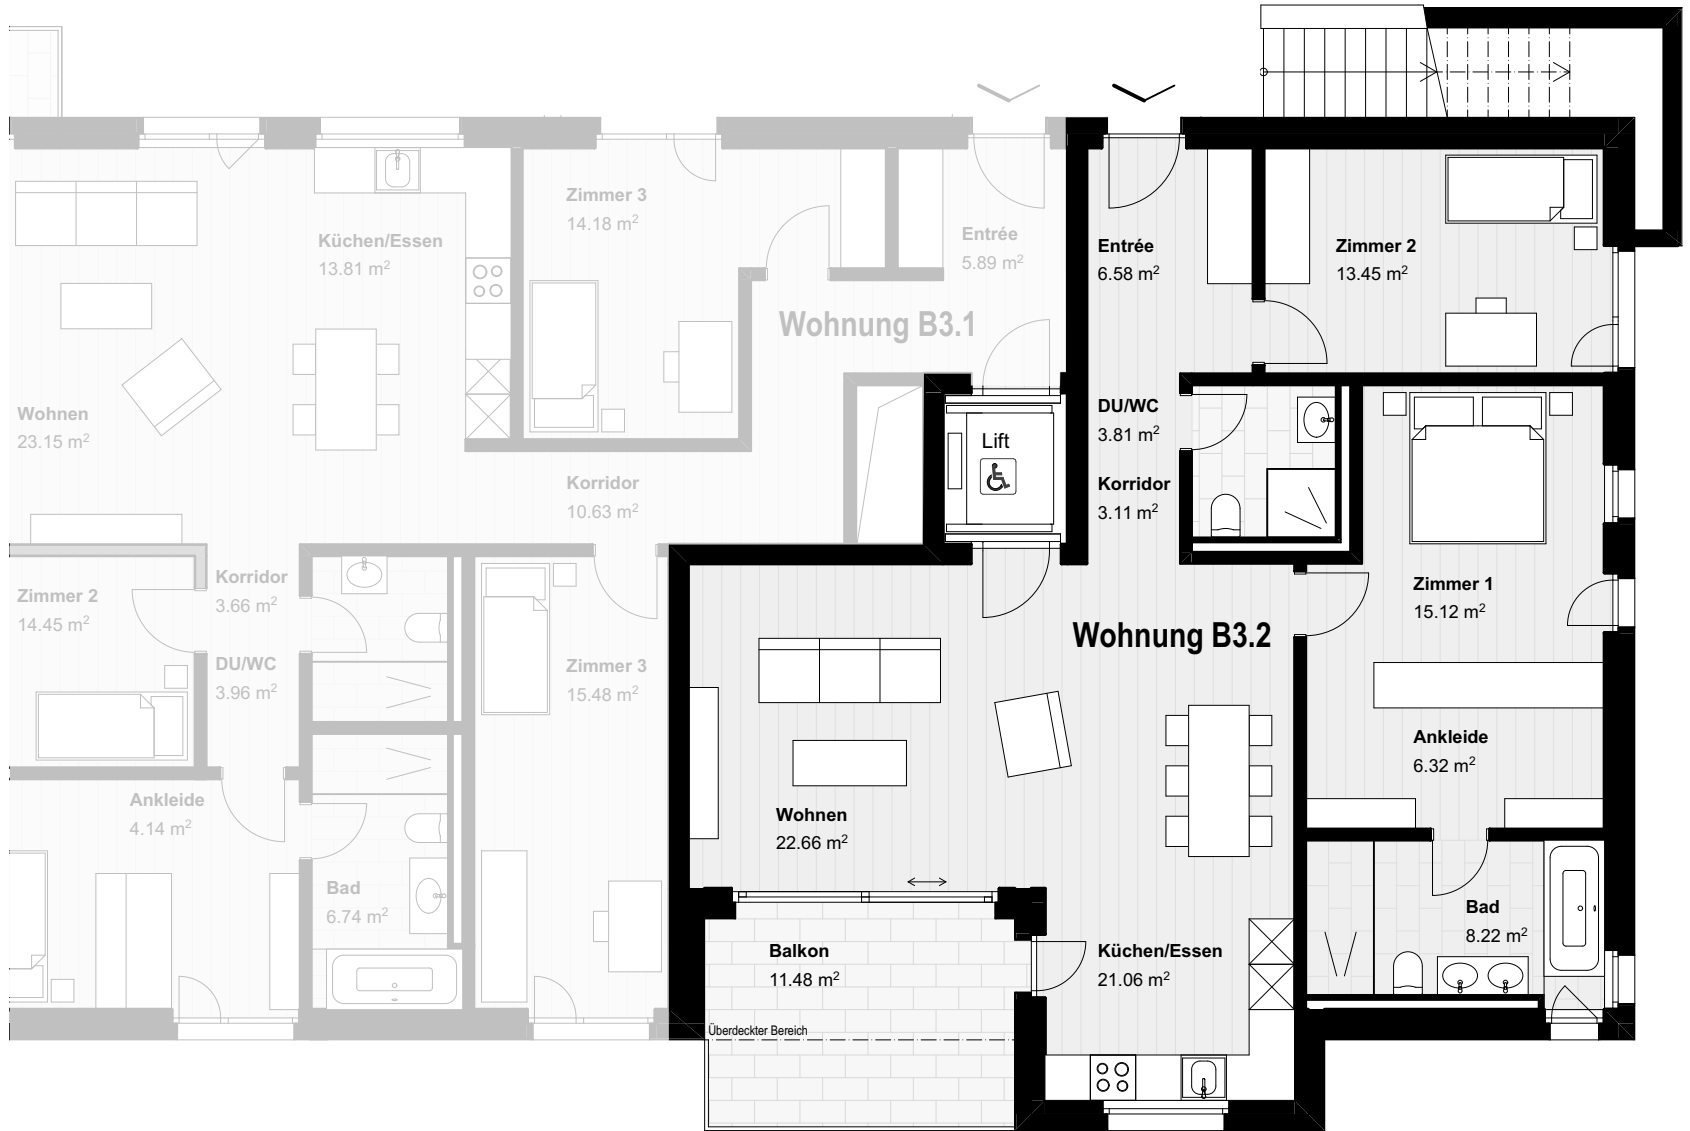 Zimmer 3
14.18 m²
Küchen/Essen
13.81 m²
Entrée
5.89 m²
Wohnung B3.1
Wohnen
23.15 m²
Korridor
10.63 m²
Zimmer 2
14.45 m²
Korridor
3.66 m²
DU/WC
3.96 m²
Zimmer 3
15.48 m²
Ankleide
4.14 m²
Bad
6.74 m²
Entrée
6.58 m²
Zimmer 2
13.45 m²
DU/WC
3.81 m²
Lift
Korridor
3.11 m²
Zimmer 1
15.12 m²
Wohnung B3.2
Ankleide
6.32 m²
Wohnen
22.66 m²
Bad
8.22 m²
Balkon
11.48 m²
Küchen/Essen
21.06 m²
Überdeckter Bereich